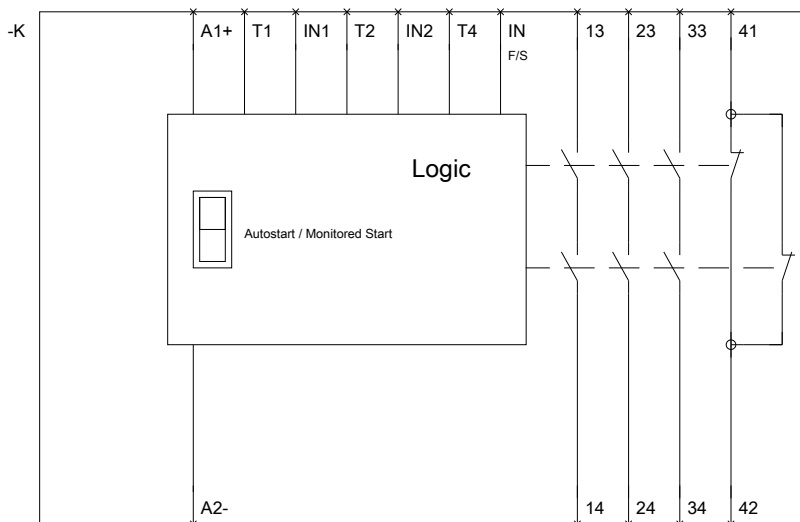 -K A1+ T1 IN1 T2 IN2 T4 IN 13 23 33 41
F/S
Logic
Autostart / Monitored Start
A2- 14 24 34 42